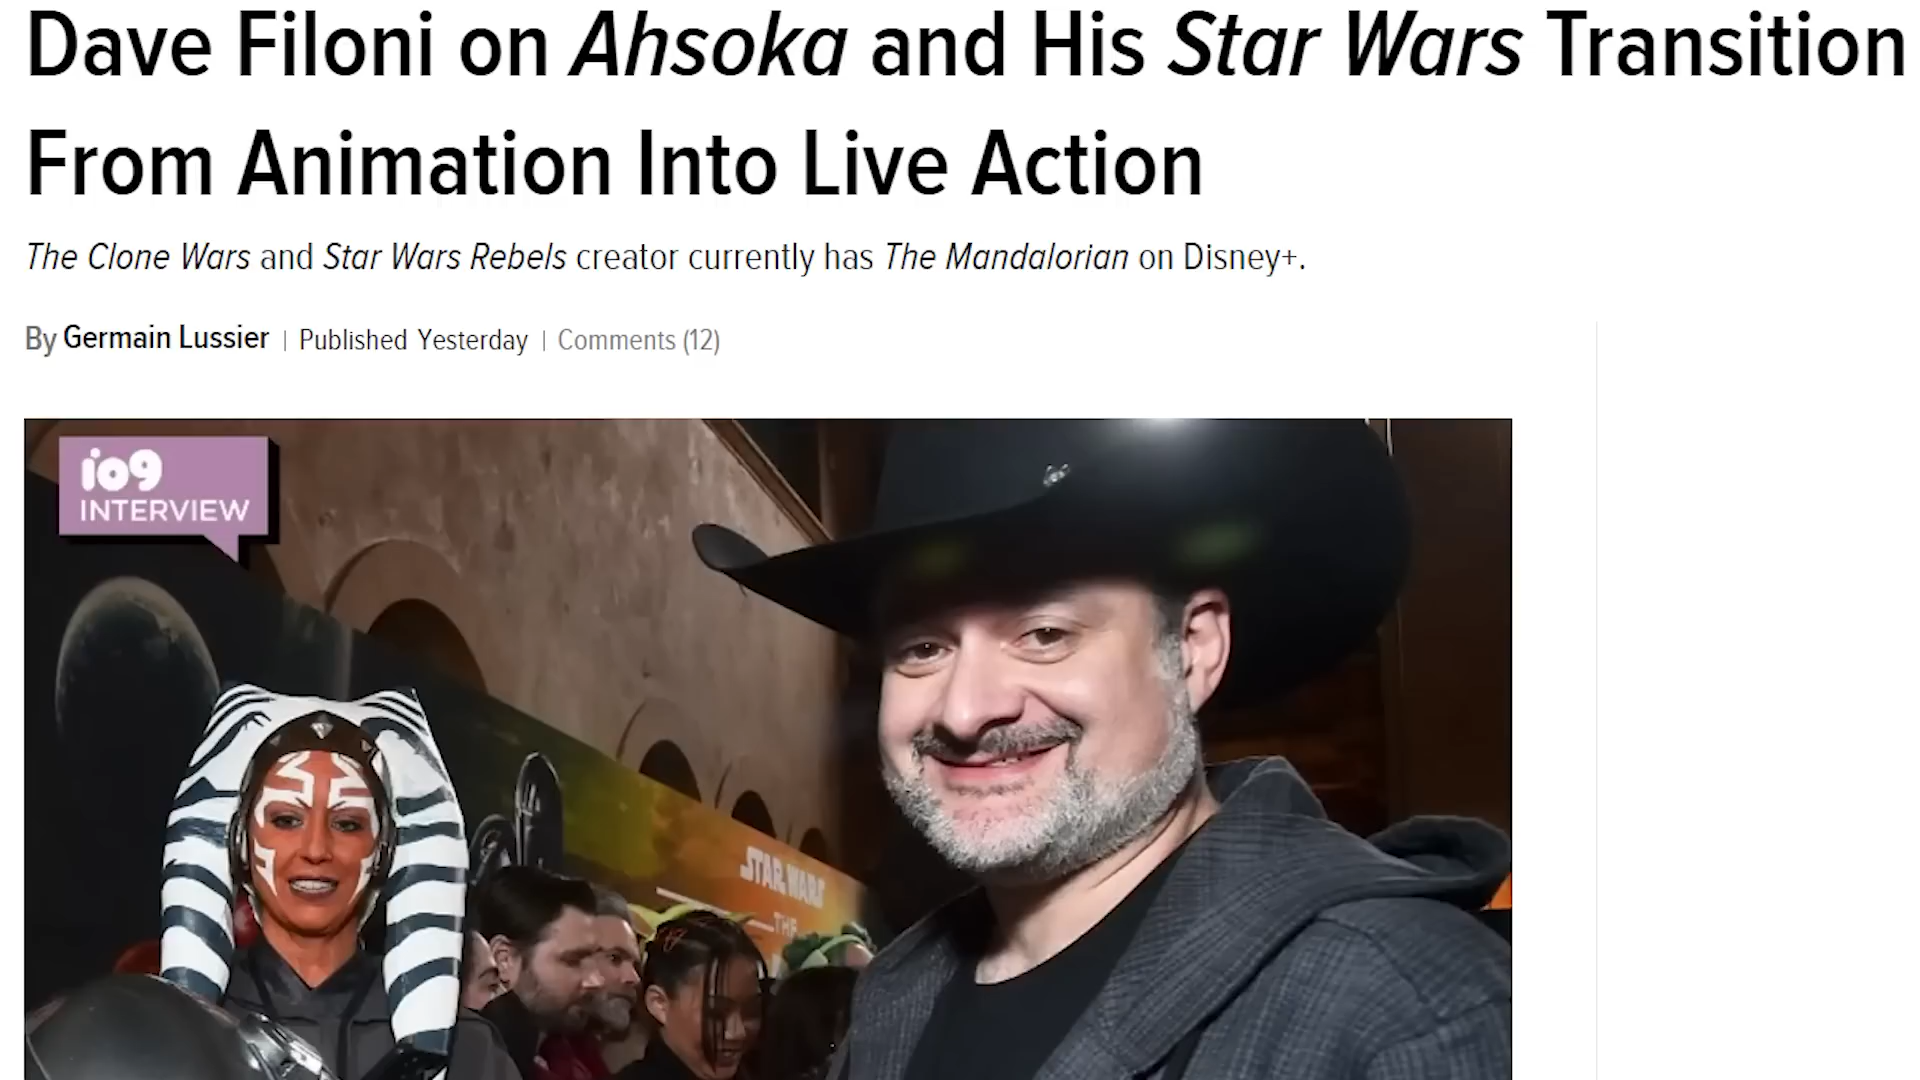 Dave Filoni on Ahsoka and His Star Wars Transition
From Animation Into Live Action
The Clone Wars and Star Wars Rebels creator currently has The Mandalorian on Disney+.
By Germain Lussier | Published Yesterday | Comments (12)
io9
INTERVIEW
STAR WARS
THE